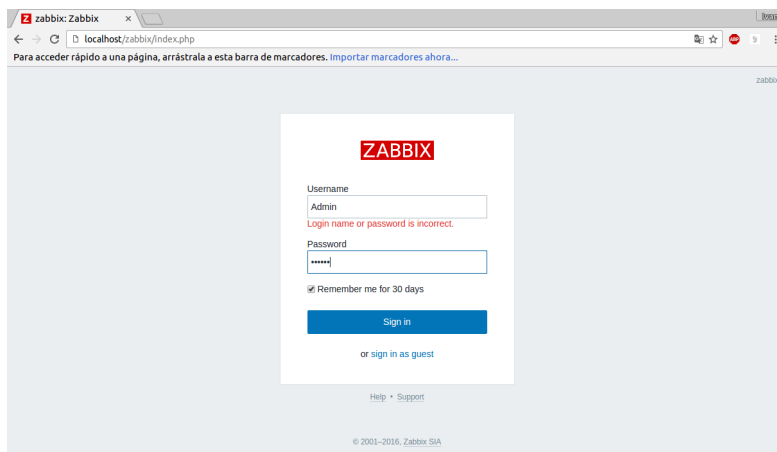 Z zabbix: Zabbix ×
localhost/zabbix/index.php
ABP 9
Para acceder rápido a una página, arrástrala a esta barra de marcadores. Importar marcadores ahora...
ZABBIX
Username
Admin
Login name or password is incorrect.
Password
••••••
Remember me for 30 days
Sign in
or sign in as guest
Help • Support
© 2001–2016, Zabbix SIA